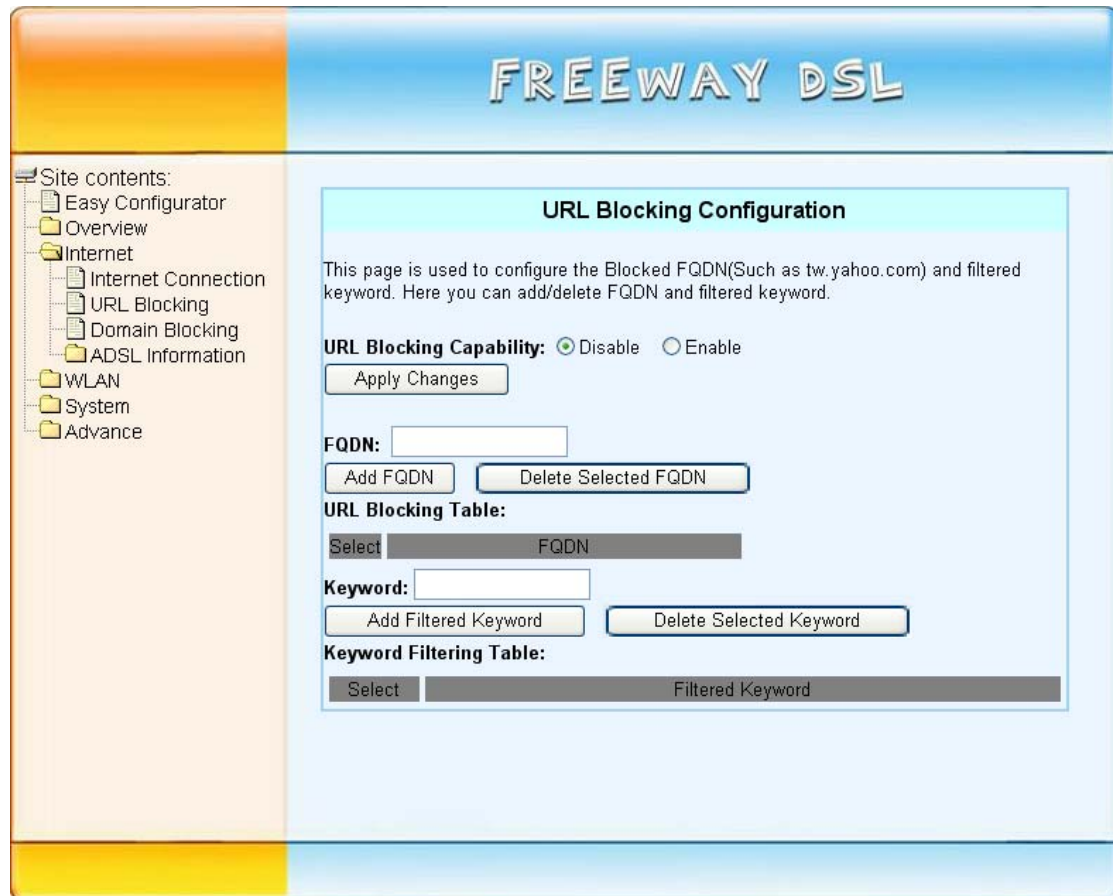 FREEWAY DSL
Site contents:
Easy Configurator
Overview
Internet
Internet Connection
URL Blocking
Domain Blocking
ADSL Information
WLAN
System
Advance
URL Blocking Configuration
This page is used to configure the Blocked FQDN(Such as tw.yahoo.com) and filtered
keyword. Here you can add/delete FQDN and filtered keyword.
URL Blocking Capability: Disable Enable
Apply Changes
FQDN:
Add FQDN Delete Selected FQDN
URL Blocking Table:
Select FQDN
Keyword:
Add Filtered Keyword Delete Selected Keyword
Keyword Filtering Table:
Select Filtered Keyword